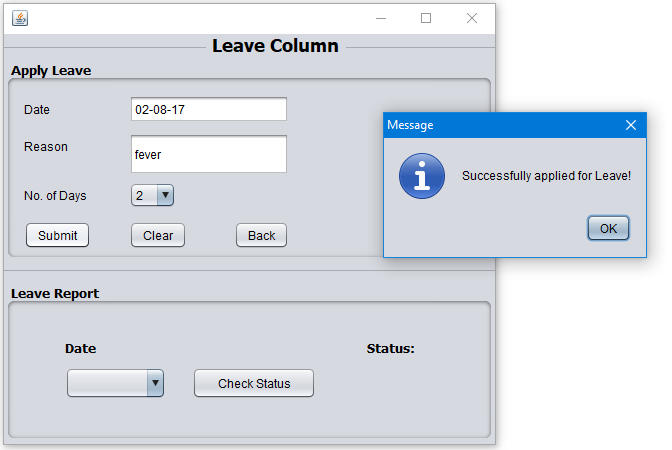 Leave Column
Apply Leave
Date 02-08-17
Reason fever
No. of Days 2
Submit Clear Back
Message
Successfully applied for Leave!
OK
Leave Report
Date Status:
Check Status